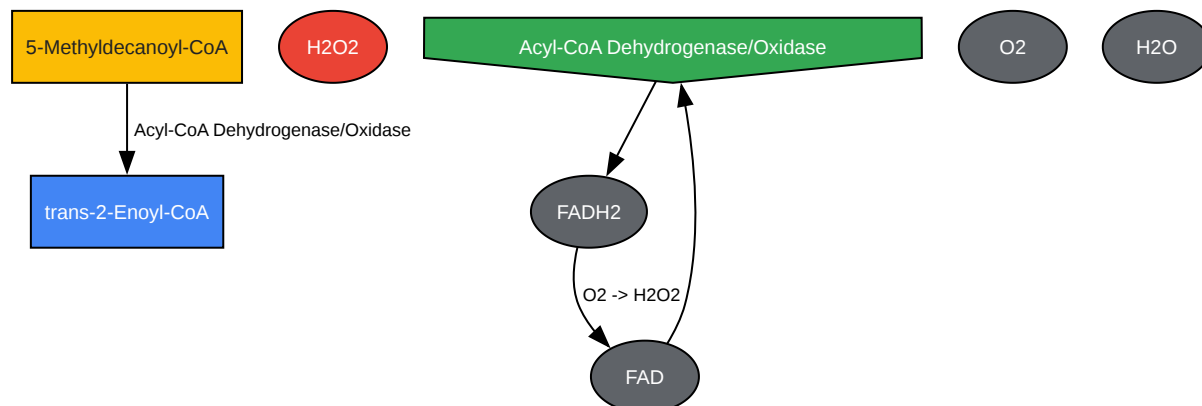 5-Methyldecanoyl-CoA
H2O2
Acyl-CoA Dehydrogenase/Oxidase
O2
H2O
Acyl-CoA Dehydrogenase/Oxidase
trans-2-Enoyl-CoA
FADH2
O2 -> H2O2
FAD